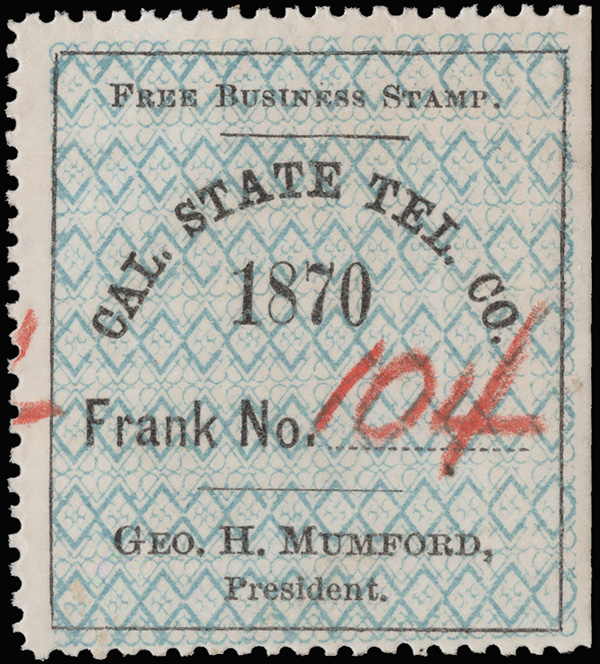 FREE BUSINESS STAMP.
CAL. STATE TEL. CO.
1870
Frank No. 104
GEO. H. MUMFORD,
President.